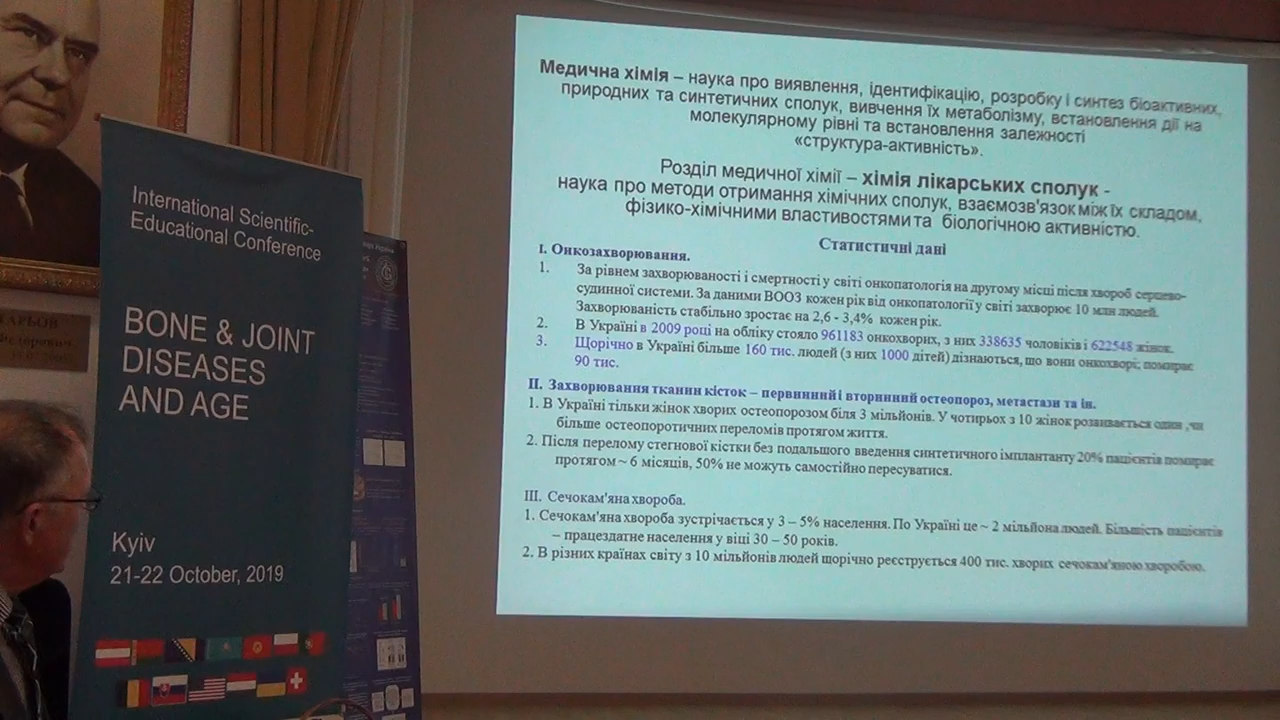 International Scientific-
Educational Conference
BONE & JOINT
DISEASES
AND AGE
Kyiv
21-22 October, 2019
Медична хімія – наука про виявлення, ідентифікацію, розробку і синтез біоактивних,
природних та синтетичних сполук, вивчення їх метаболізму, встановлення дії на
молекулярному рівні та встановлення залежності
«структура-активність».
Розділ медичної хімії – хімія лікарських сполук -
наука про методи отримання хімічних сполук, взаємозв'язок між їх складом,
фізико-хімічними властивостями та біологічною активністю.
Статистичні дані
І. Онкозахворювання.
1. За рівнем захворюваності і смертності у світі онкопатологія на другому місці після хвороб серцево-
судинної системи. За даними ВООЗ кожен рік від онкопатології у світі захворює 10 млн людей.
Захворюваність стабільно зростає на 2,6 - 3,4% кожен рік.
2. В Україні в 2009 році на обліку стояло 961183 онкохворих, з них 338635 чоловіків і 622548 жінок.
3. Щорічно в Україні більше 160 тис. людей (з них 1000 дітей) дізнаються, що вони онкохворі; помирає
90 тис.
ІІ. Захворювання тканин кісток – первинний і вторинний остеопороз, метастази та ін.
1. В Україні тільки жінок хворих остеопорозом біля 3 мільйонів. У чотирьох з 10 жінок розвивається один ,чи
більше остеопоротичних переломів протягом життя.
2. Після перелому стегнової кістки без подальшого введення синтетичного імплантанту 20% пацієнтів помирає
протягом ~ 6 місяців, 50% не можуть самостійно пересуватися.
ІІІ. Сечокам'яна хвороба.
1. Сечокам'яна хвороба зустрічається у 3 – 5% населення. По Україні це ~ 2 мільйона людей. Більшість пацієнтів
– працездатне населення у віці 30 – 50 років.
2. В різних країнах світу з 10 мільйонів людей щорічно реєструється 400 тис. хворих сечокам'яною хворобою.